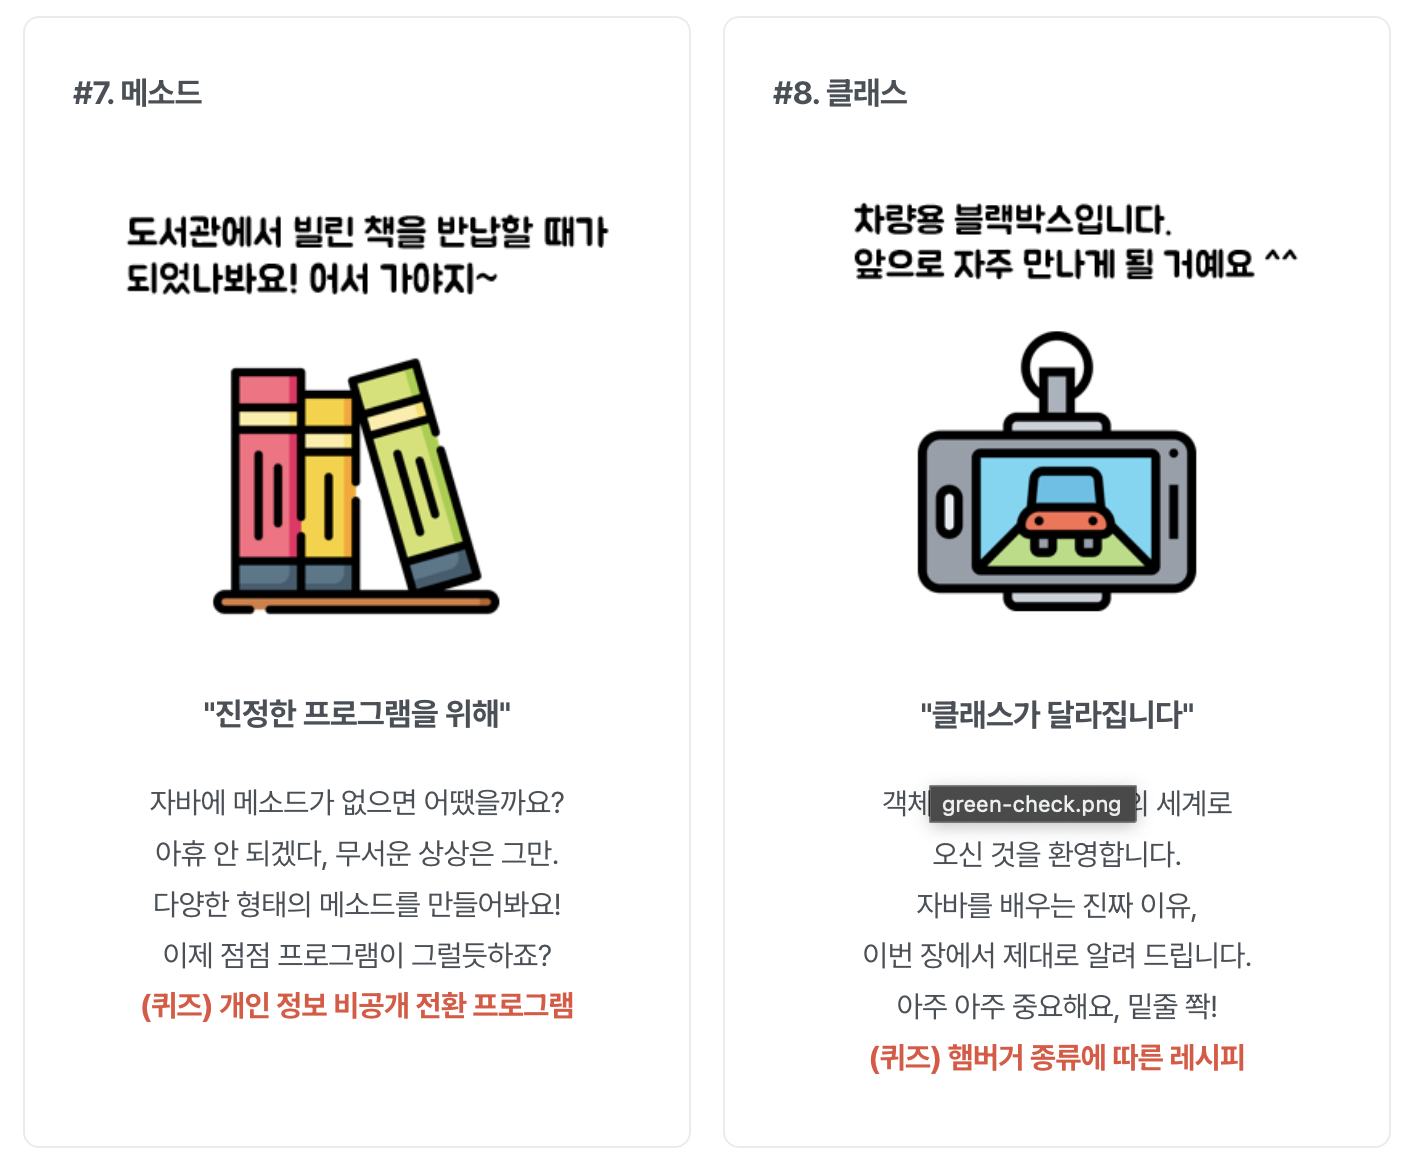 #7. 메소드
도서관에서 빌린 책을 반납할 때가
되었나봐요! 어서 가야지~
"진정한 프로그램을 위해"
자바에 메소드가 없으면 어땠을까요?
아휴 안 되겠다, 무서운 상상은 그만.
다양한 형태의 메소드를 만들어봐요!
이제 점점 프로그램이 그럴듯하죠?
(퀴즈) 개인 정보 비공개 전환 프로그램
#8. 클래스
차량용 블랙박스입니다.
앞으로 자주 만나게 될 거예요 ^^
"클래스가 달라집니다"
객체 green-check.png 세계로
오신 것을 환영합니다.
자바를 배우는 진짜 이유,
이번 장에서 제대로 알려 드립니다.
아주 아주 중요해요, 밑줄 쫙!
(퀴즈) 햄버거 종류에 따른 레시피